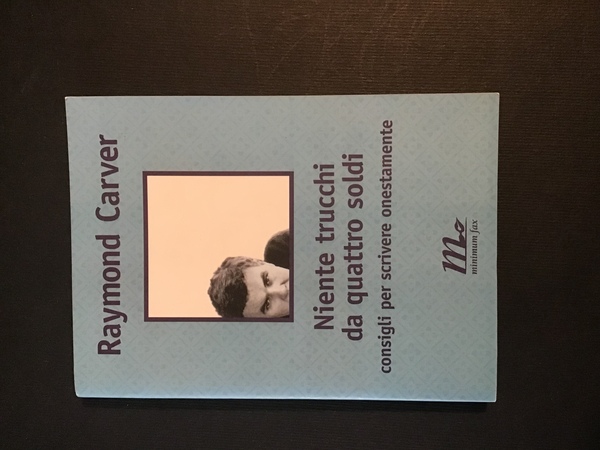 Raymond Carver
Niente trucchi
da quattro soldi
consigli per scrivere onestamente
minimum fax